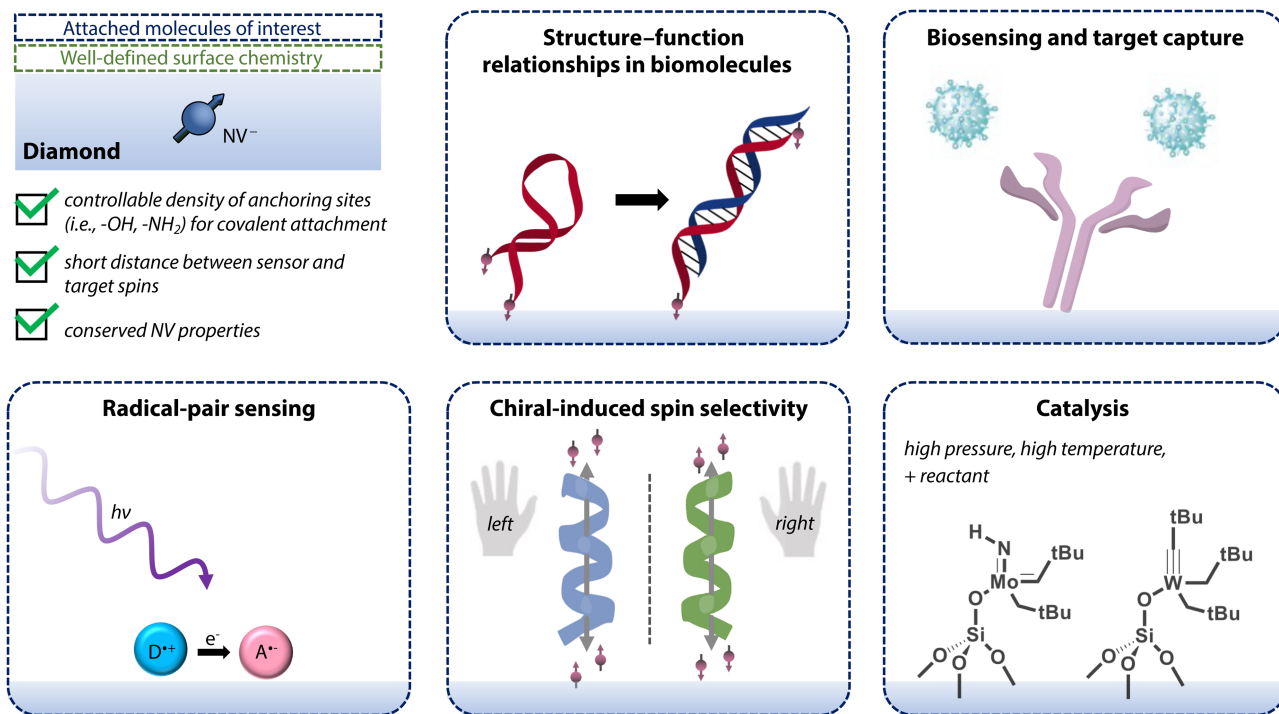 Attached molecules of interest
Well-defined surface chemistry
NV⁻
Diamond
controllable density of anchoring sites
(i.e., -OH, -NH₂) for covalent attachment
short distance between sensor and
target spins
conserved NV properties
Structure–function
relationships in biomolecules
Biosensing and target capture
Radical-pair sensing
hν
D•+
e⁻
A•-
Chiral-induced spin selectivity
left
right
Catalysis
high pressure, high temperature,
+ reactant
H
N
tBu
Mo
O
tBu
Si
O
O
O
tBu
tBu
W
O
tBu
Si
O
O
O